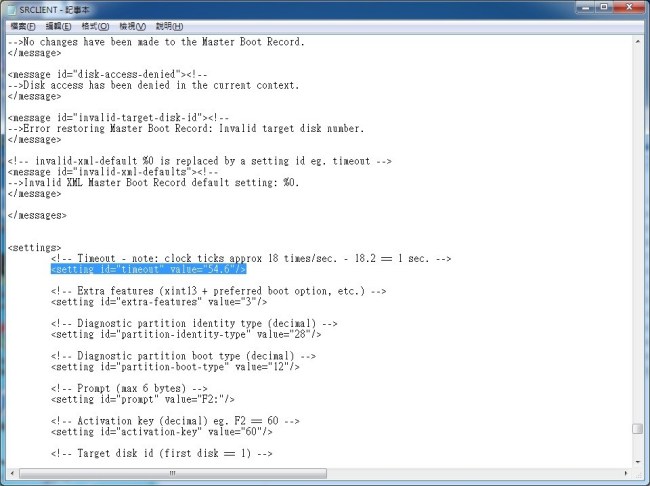 SRCLIENT - 記事本
檔案(F) 編輯(E) 格式(O) 檢視(V) 說明(H)
-->No changes have been made to the Master Boot Record.
</message>
<message id="disk-access-denied"><!--
-->Disk access has been denied in the current context.
</message>
<message id="invalid-target-disk-id"><!--
-->Error restoring Master Boot Record: Invalid target disk number.
</message>
<!-- invalid-xml-default %0 is replaced by a setting id eg. timeout -->
<message id="invalid-xml-defaults"><!--
-->Invalid XML Master Boot Record default setting: %0.
</message>
</messages>
<settings>
<!-- Timeout - note: clock ticks approx 18 times/sec. - 18.2 == 1 sec. -->
<setting id="timeout" value="54.6"/>
<!-- Extra features (xint13 + preferred boot option, etc.) -->
<setting id="extra-features" value="3"/>
<!-- Diagnostic partition identity type (decimal) -->
<setting id="partition-identity-type" value="28"/>
<!-- Diagnostic partition boot type (decimal) -->
<setting id="partition-boot-type" value="12"/>
<!-- Prompt (max 6 bytes) -->
<setting id="prompt" value="F2:"/>
<!-- Activation key (decimal) eg. F2 == 60 -->
<setting id="activation-key" value="60"/>
<!-- Target disk id (first disk == 1) -->